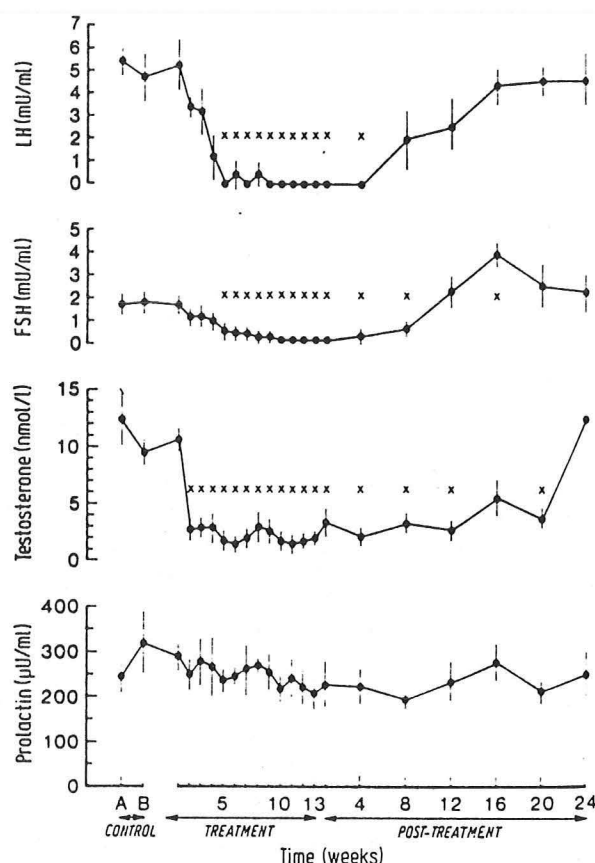 LH (mU/ml)
7
6
5
4
3
2
1
0
x x x x x x x x x x x
FSH (mU/ml)
5
4
3
2
1
0
x x x x x x x x x x x x x
Testosterone (nmol/l)
15
10
5
0
x x x x x x x x x x x x x x x x x
Prolactin (µU/ml)
400
300
200
100
00
A B 5 10 13 4 8 12 16 20 24
CONTROL TREATMENT POST-TREATMENT
Time (weeks)